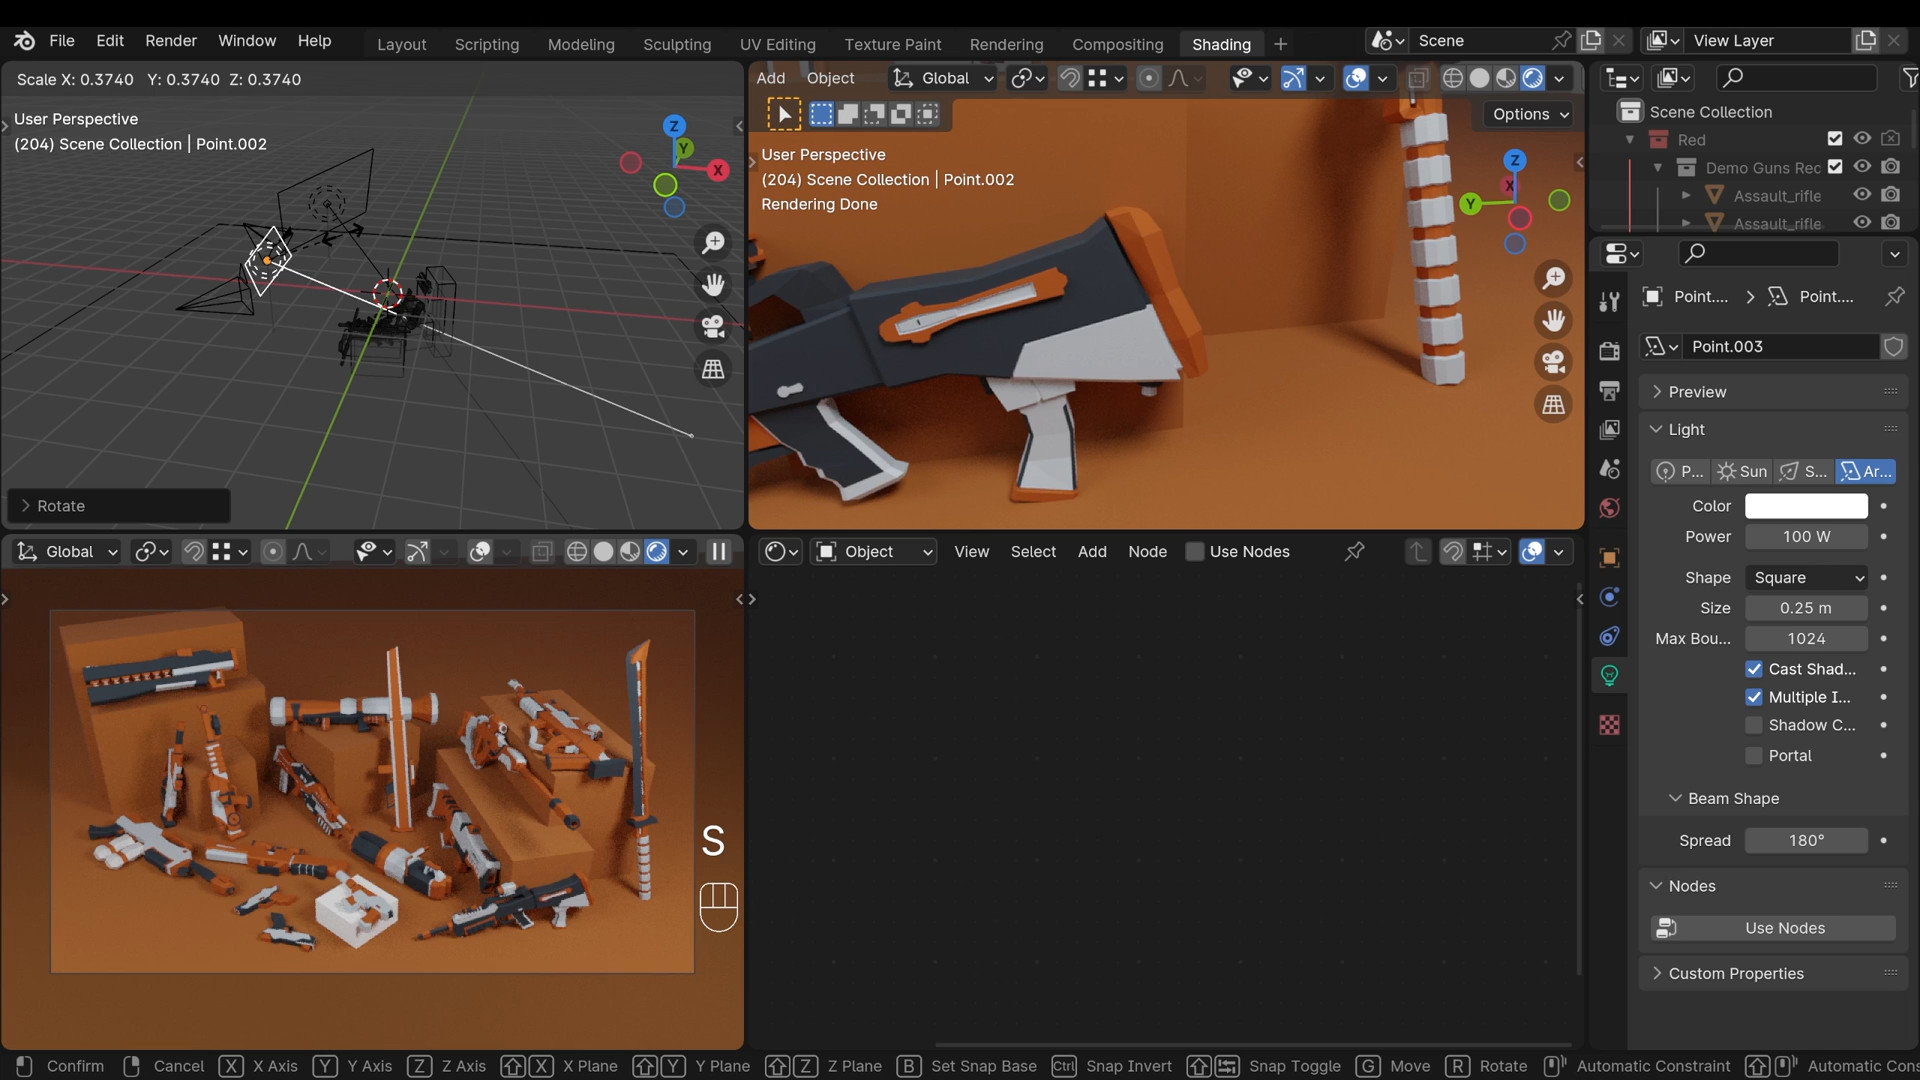 File Edit Render Window Help
Layout Scripting Modeling Sculpting UV Editing Texture Paint Rendering Compositing Shading
Scene
View Layer
Scale X: 0.3740 Y: 0.3740 Z: 0.3740
User Perspective
(204) Scene Collection | Point.002
Z
Y
X
Rotate
Add Object Global
Options
User Perspective
(204) Scene Collection | Point.002
Rendering Done
Z
X
Y
Scene Collection
Red
Demo Guns Rec
Assault_rifle
Assault_rifle
Point.... Point....
Point.003
Preview
Light
P... Sun S... Ar...
Color
Power 100 W
Shape Square
Size 0.25 m
Max Bou... 1024
Cast Shad...
Multiple I...
Shadow C...
Portal
Beam Shape
Spread 180°
Nodes
Use Nodes
Custom Properties
Global
Object View Select Add Node Use Nodes
S
Confirm Cancel X X Axis Y Y Axis Z Z Axis X X Plane Y Y Plane Z Z Plane B Set Snap Base Ctrl Snap Invert Snap Toggle G Move R Rotate Automatic Constraint Automatic Cons